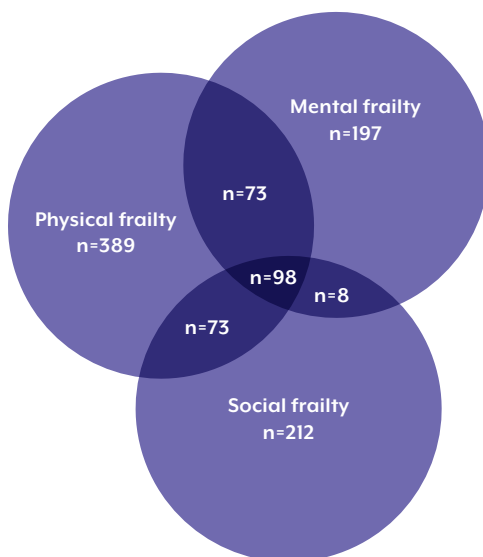 Mental frailty
n=197
n=73
Physical frailty
n=389
n=98
n=8
n=73
Social frailty
n=212